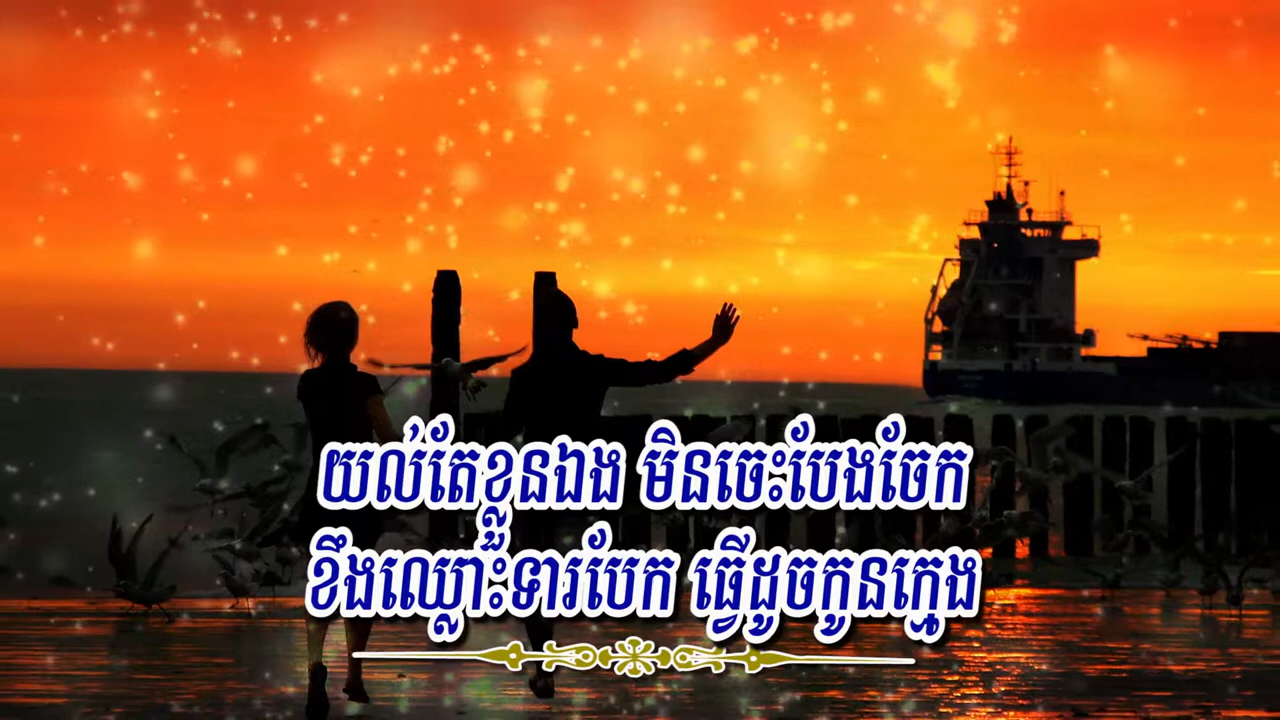 យល់តែខ្លួនឯង មិនចេះបែងចែក
ខឹងឈ្លោះទារបែក ធ្វើដូចកូនក្មេង